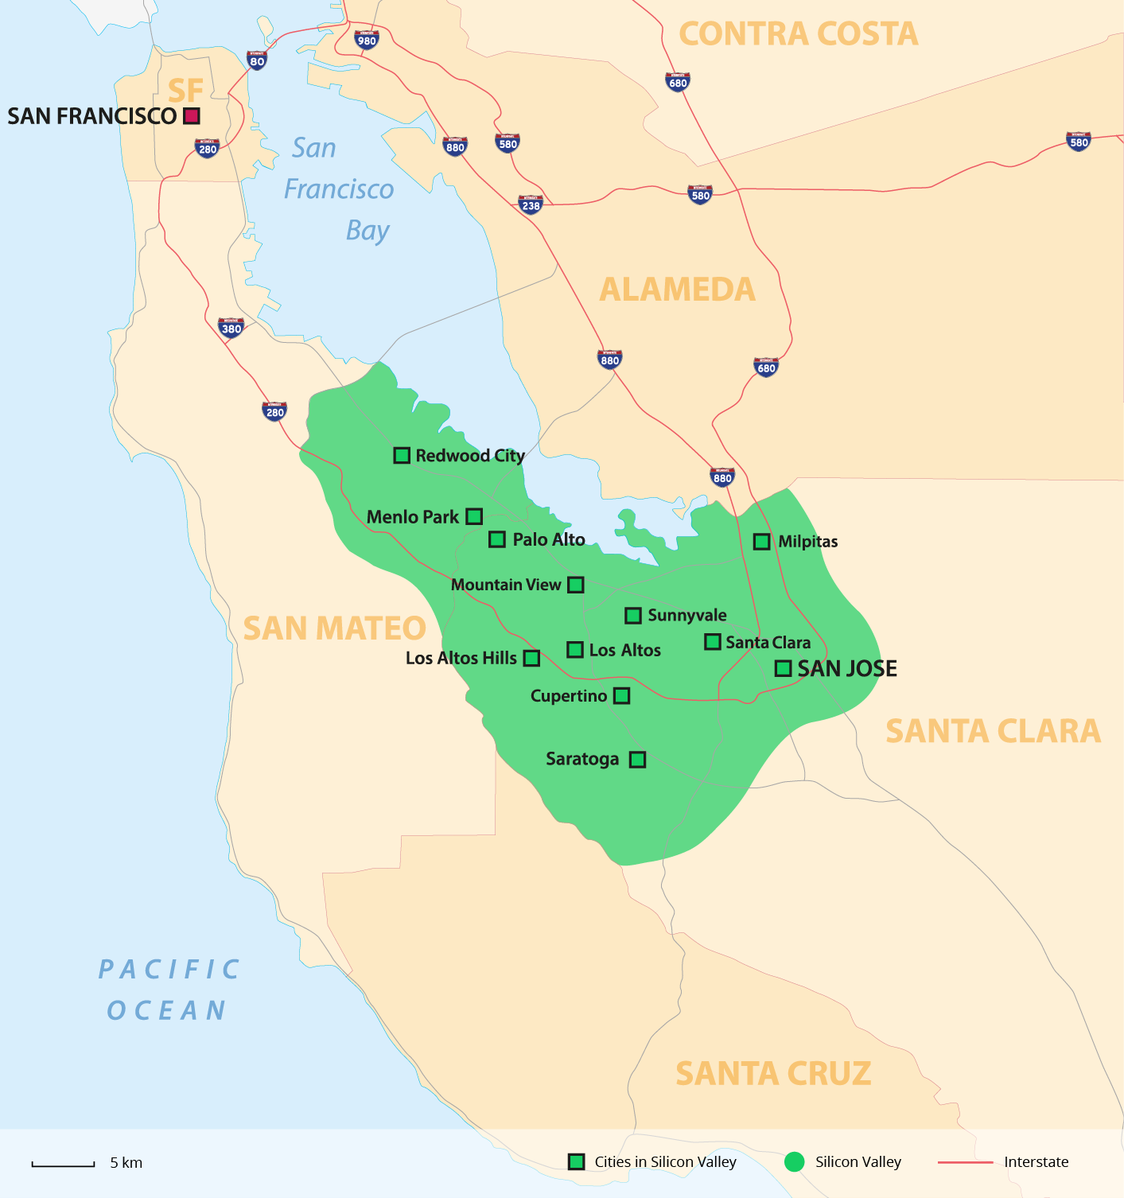 CONTRA COSTA
980
80
680
SF
SAN FRANCISCO
280
880
580
580
San
Francisco
Bay
580
238
ALAMEDA
380
880
680
280
Redwood City
880
Menlo Park
Palo Alto
Milpitas
Mountain View
Sunnyvale
SAN MATEO
Santa Clara
Los Altos
Los Altos Hills
SAN JOSE
Cupertino
SANTA CLARA
Saratoga
PACIFIC
OCEAN
SANTA CRUZ
5 km
Cities in Silicon Valley
Silicon Valley
Interstate